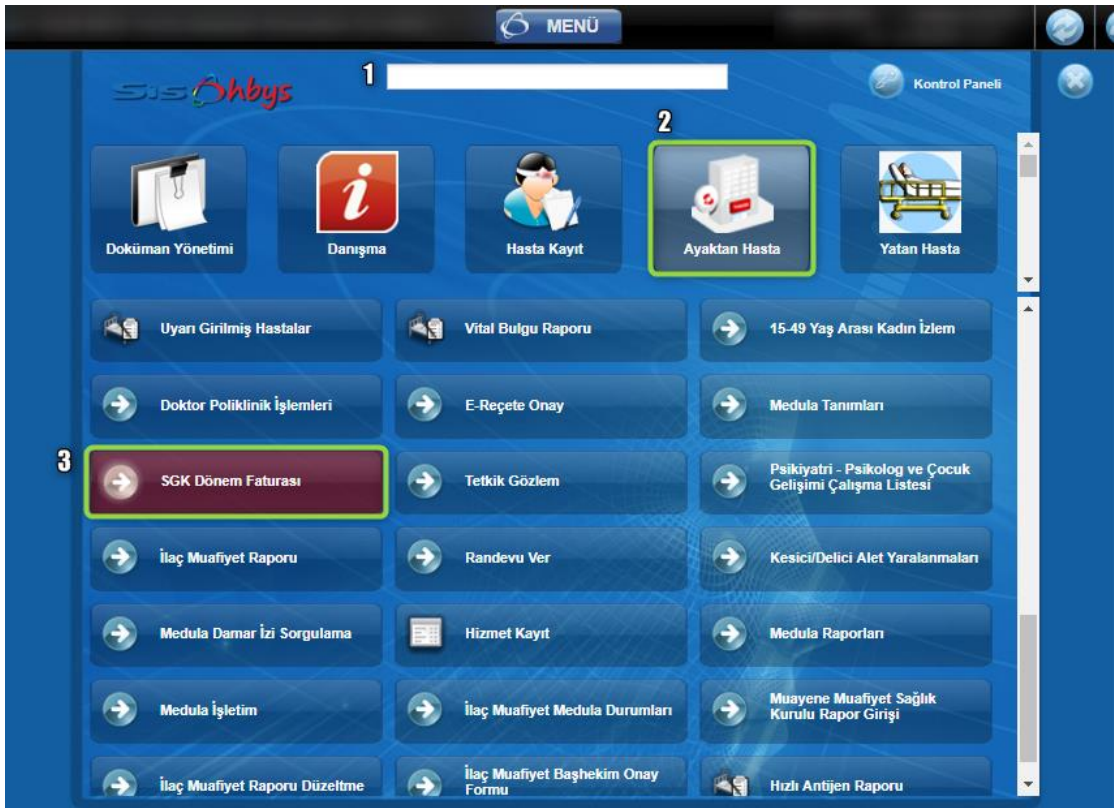 MENÜ
SisOhbys
1
Kontrol Paneli
2
Doküman Yönetimi
Danışma
Hasta Kayıt
Ayaktan Hasta
Yatan Hasta
Uyarı Girilmiş Hastalar
Vital Bulgu Raporu
15-49 Yaş Arası Kadın İzlem
Doktor Poliklinik İşlemleri
E-Reçete Onay
Medula Tanımları
3
SGK Dönem Faturası
Tetkik Gözlem
Psikiyatri - Psikolog ve Çocuk
Gelişimi Çalışma Listesi
İlaç Muafiyet Raporu
Randevu Ver
Kesici/Delici Alet Yaralanmaları
Medula Damar İzi Sorgulama
Hizmet Kayıt
Medula Raporları
Medula İşletim
İlaç Muafiyet Medula Durumları
Muayene Muafiyet Sağlık
Kurulu Rapor Girişi
İlaç Muafiyet Raporu Düzeltme
İlaç Muafiyet Başhekim Onay
Formu
Hızlı Antijen Raporu